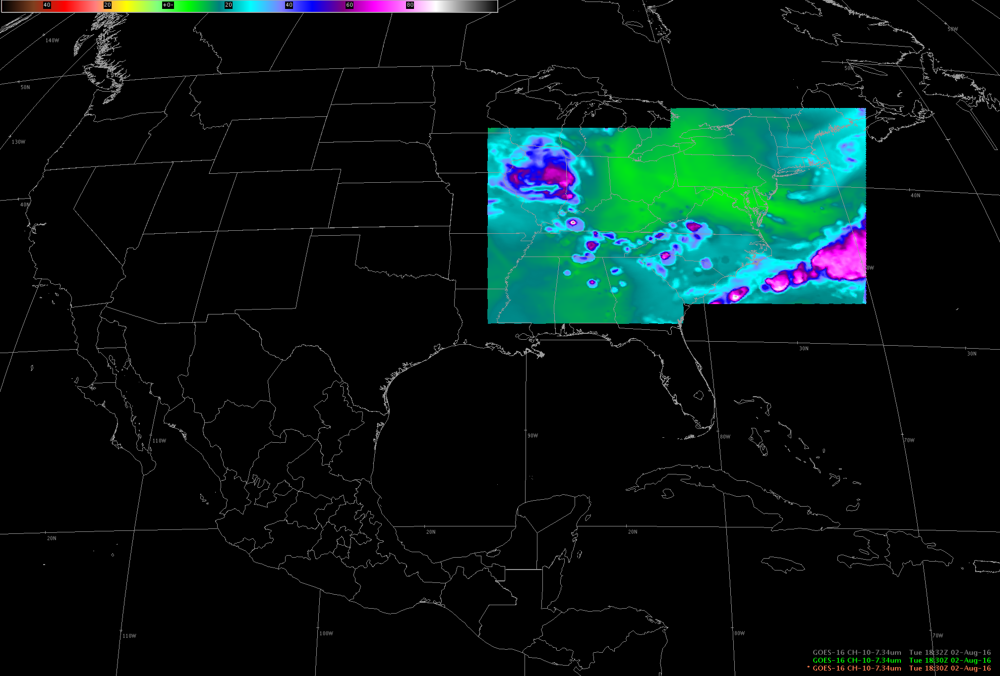 40 20 +0- 20 40 60 80
90W
50W
140W
50N
50N
130W
40N
40N
0W
30N
30N
110W
90W
80W
70W
20N
20N
20N
110W
100W
80W
70W
GOES-16 CH-10-7.34um Tue 18:32Z 02-Aug-16
GOES-16 CH-10-7.34um Tue 18:30Z 02-Aug-16
* GOES-16 CH-10-7.34um Tue 18:30Z 02-Aug-16